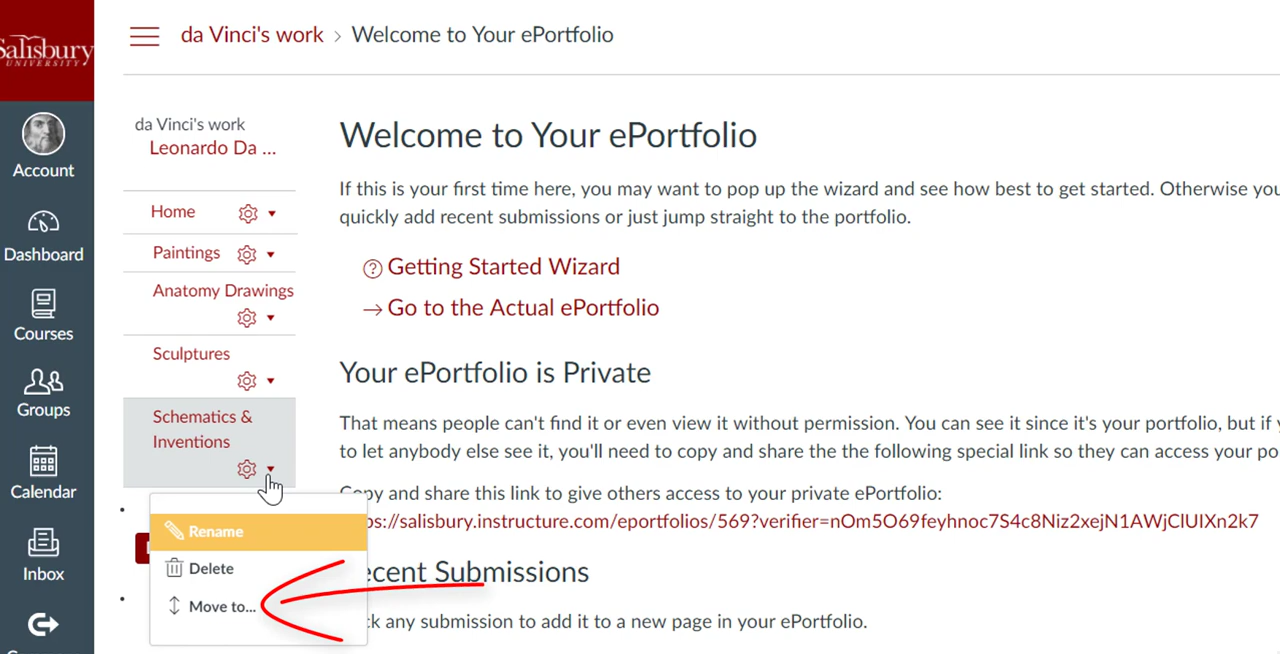 Salisbury
UNIVERSITY
da Vinci's work > Welcome to Your ePortfolio
Account
Dashboard
Courses
Groups
Calendar
Inbox
da Vinci's work
Leonardo Da ...
Home
Paintings
Anatomy Drawings
Sculptures
Schematics &
Inventions
Rename
Delete
Move to...
Welcome to Your ePortfolio
If this is your first time here, you may want to pop up the wizard and see how best to get started. Otherwise you
quickly add recent submissions or just jump straight to the portfolio.
Getting Started Wizard
Go to the Actual ePortfolio
Your ePortfolio is Private
That means people can't find it or even view it without permission. You can see it since it's your portfolio, but if
to let anybody else see it, you'll need to copy and share the the following special link so they can access your po
Copy and share this link to give others access to your private ePortfolio:
ps://salisbury.instructure.com/eportfolios/569?verifier=nOm5O69feyhnoc7S4c8Niz2xejN1AWjClUIXn2k7
ecent Submissions
ck any submission to add it to a new page in your ePortfolio.